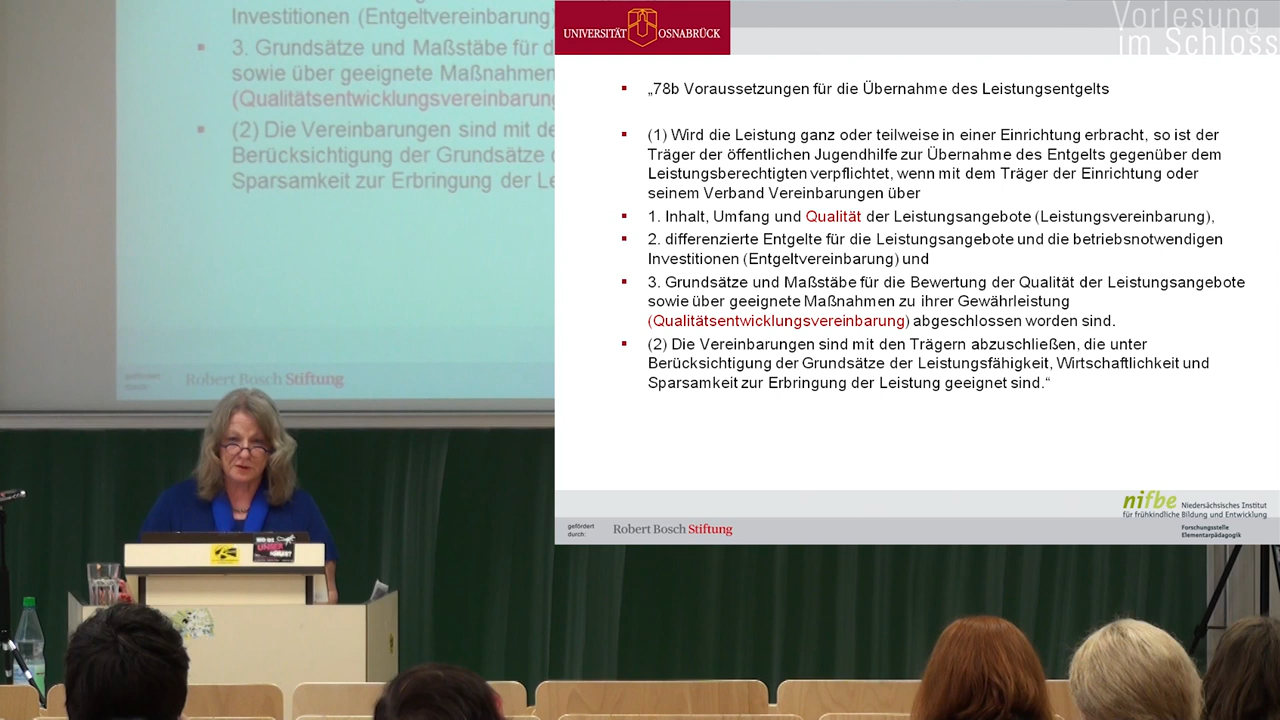 Investitionen (Entgeltvereinbarung)
3. Grundsätze und Maßstäbe für d
sowie über geeignete Maßnahmen
(Qualitätsentwicklungsvereinbarung
(2) Die Vereinbarungen sind mit de
Berücksichtigung der Grundsätze
Sparsamkeit zur Erbringung der Le
gefördert
durch:
Robert Bosch Stiftung
UNIVERSITÄT OSNABRÜCK
Vorlesung
im Schloss
„78b Voraussetzungen für die Übernahme des Leistungsentgelts
(1) Wird die Leistung ganz oder teilweise in einer Einrichtung erbracht, so ist der
Träger der öffentlichen Jugendhilfe zur Übernahme des Entgelts gegenüber dem
Leistungsberechtigten verpflichtet, wenn mit dem Träger der Einrichtung oder
seinem Verband Vereinbarungen über
1. Inhalt, Umfang und Qualität der Leistungsangebote (Leistungsvereinbarung),
2. differenzierte Entgelte für die Leistungsangebote und die betriebsnotwendigen
Investitionen (Entgeltvereinbarung) und
3. Grundsätze und Maßstäbe für die Bewertung der Qualität der Leistungsangebote
sowie über geeignete Maßnahmen zu ihrer Gewährleistung
(Qualitätsentwicklungsvereinbarung) abgeschlossen worden sind.
(2) Die Vereinbarungen sind mit den Trägern abzuschließen, die unter
Berücksichtigung der Grundsätze der Leistungsfähigkeit, Wirtschaftlichkeit und
Sparsamkeit zur Erbringung der Leistung geeignet sind.“
gefördert
durch:
Robert Bosch Stiftung
nifbe Niedersächsisches Institut
für frühkindliche Bildung und Entwicklung
Forschungsstelle
Elementarpädagogik
UNSER